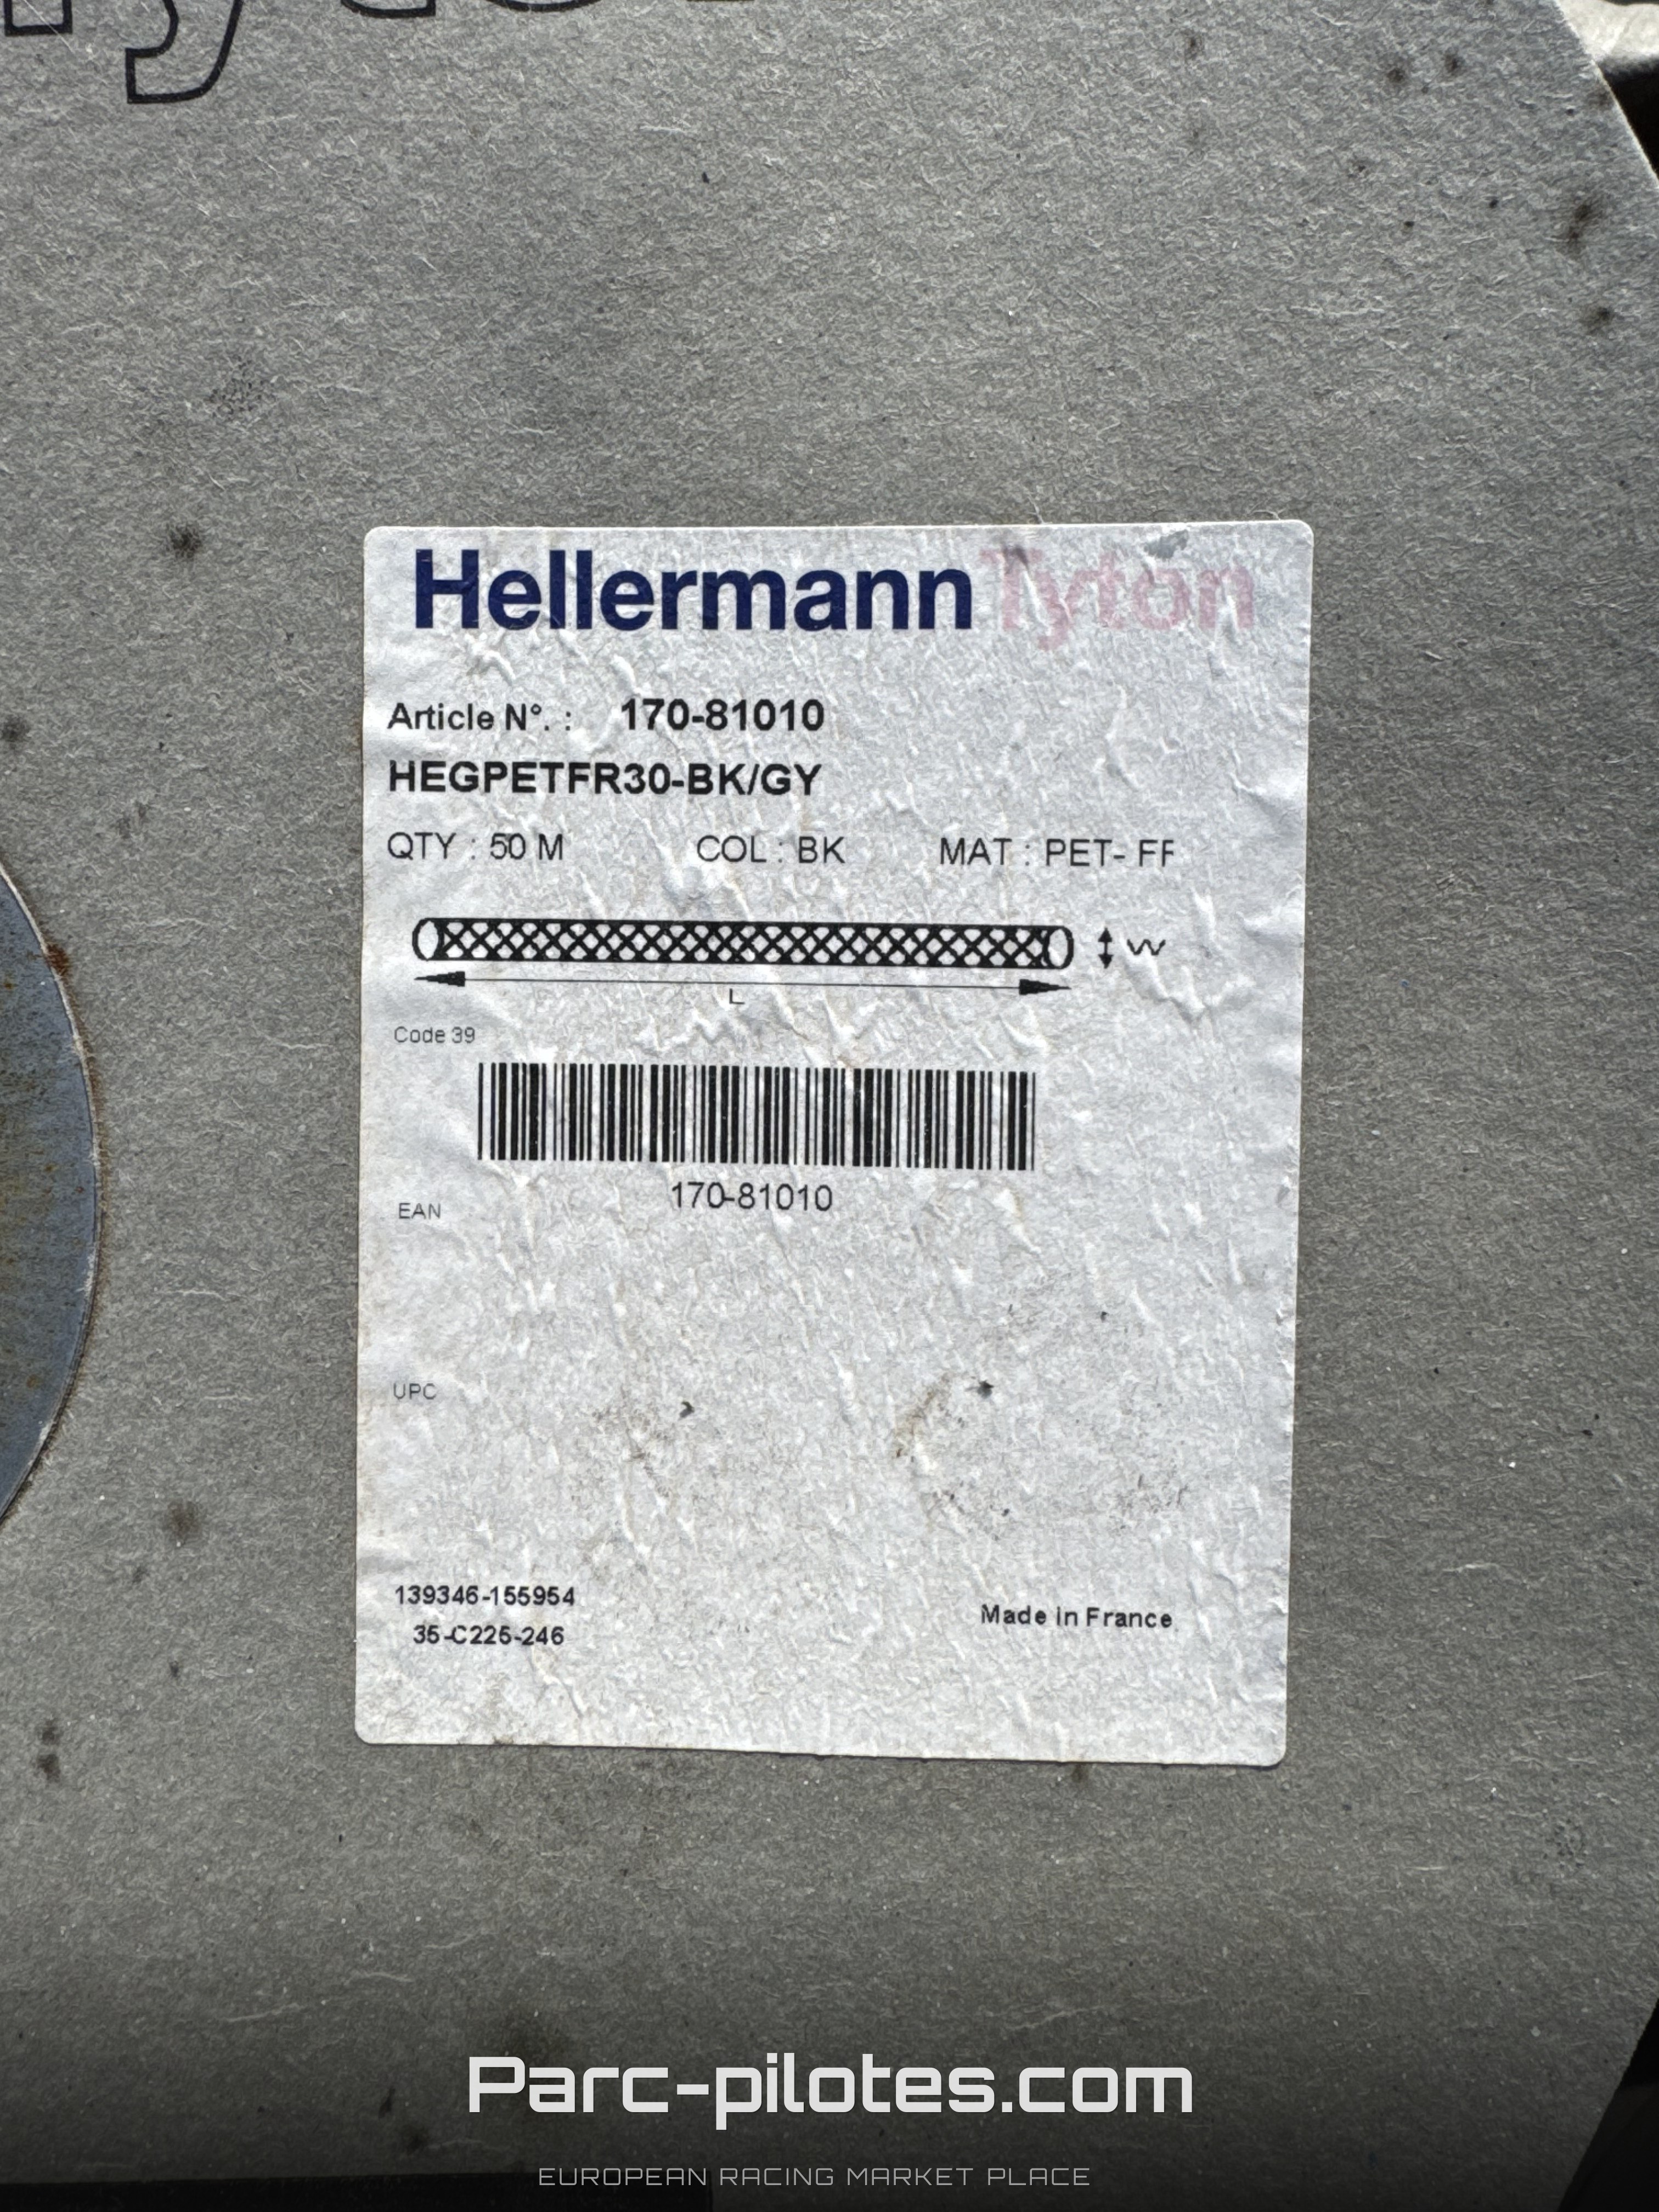 HellermannTyton
Article N°. : 170-81010
HEGPETFR30-BK/GY
QTY : 50 M COL : BK MAT : PET- FF
W
L
Code 39
170-81010
EAN
UPC
139346-155954
35-C225-246
Made in France
Parc-pilotes.com
EUROPEAN RACING MARKET PLACE